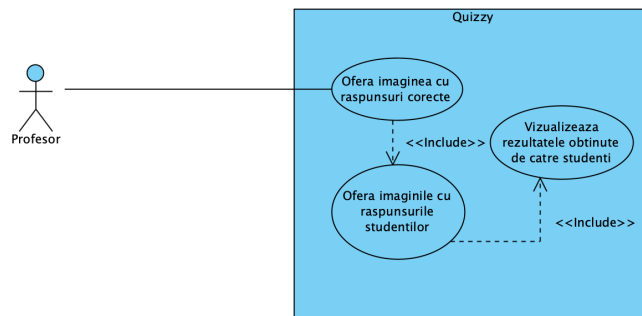 Quizzy
Profesor
Ofera imaginea cu
raspunsuri corecte
<<Include>>
Vizualizeaza
rezultatele obtinute
de catre studenti
Ofera imaginile cu
raspunsurile
studentilor
<<Include>>